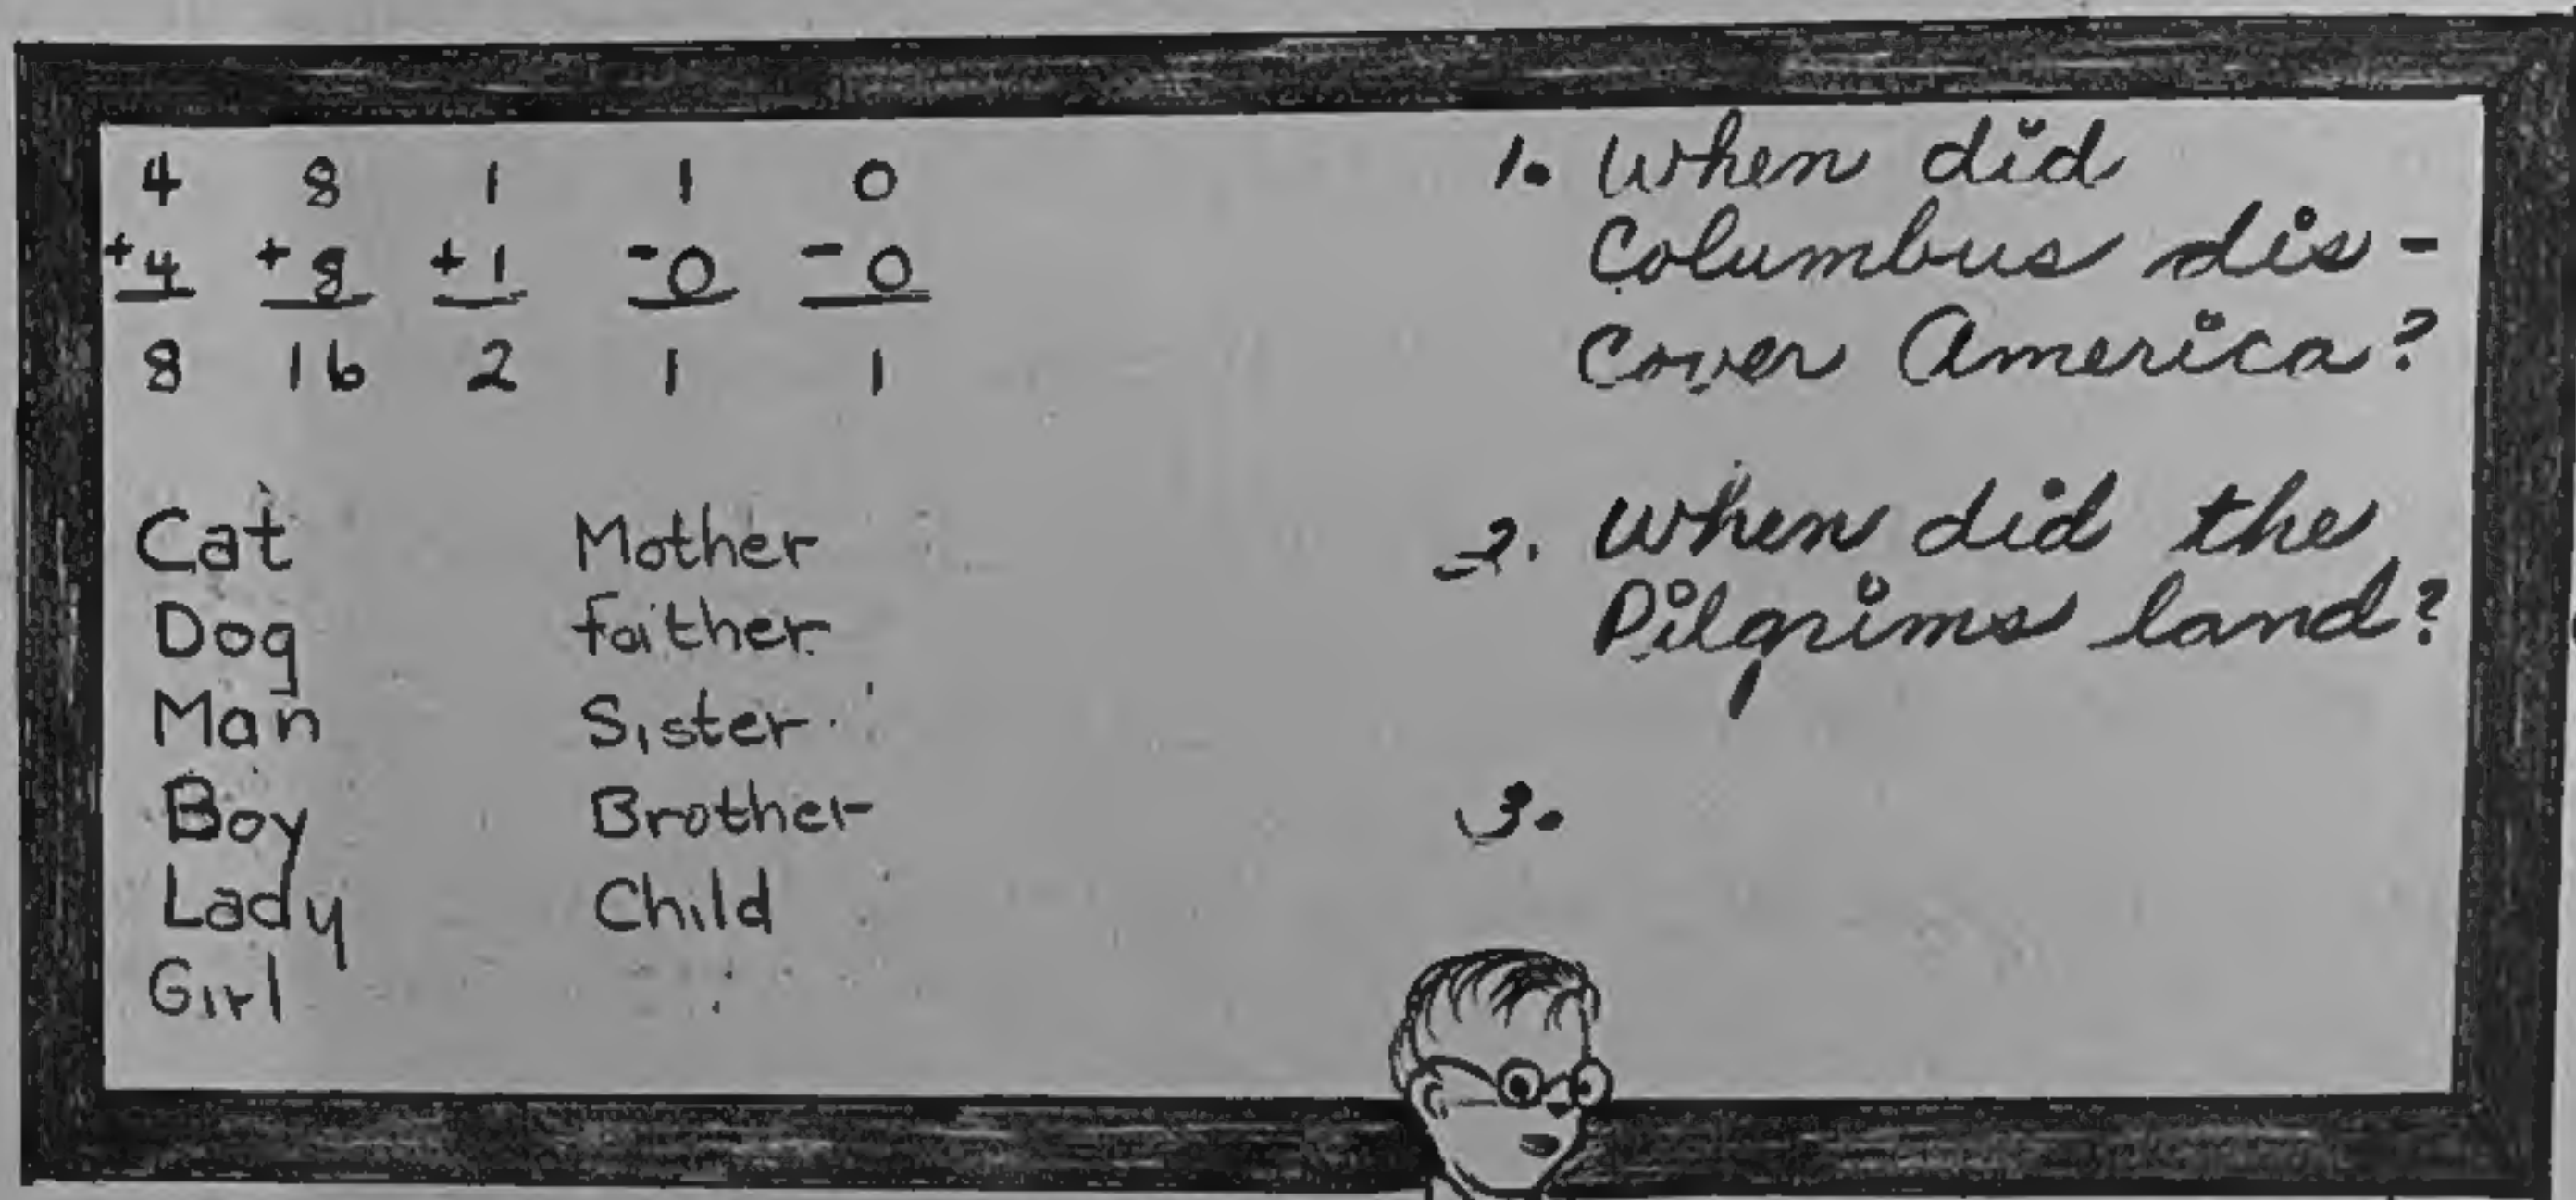 4 8 1 1 0
+4 +8 +1 -0 -0
8 16 2 1 1
Cat
Dog
Man
Boy
Lady
Girl
Mother
Faither
Sister
Brother
Child
1. When did
Columbus dis-
cover America?
2. When did the
Pilgrims land?
3.